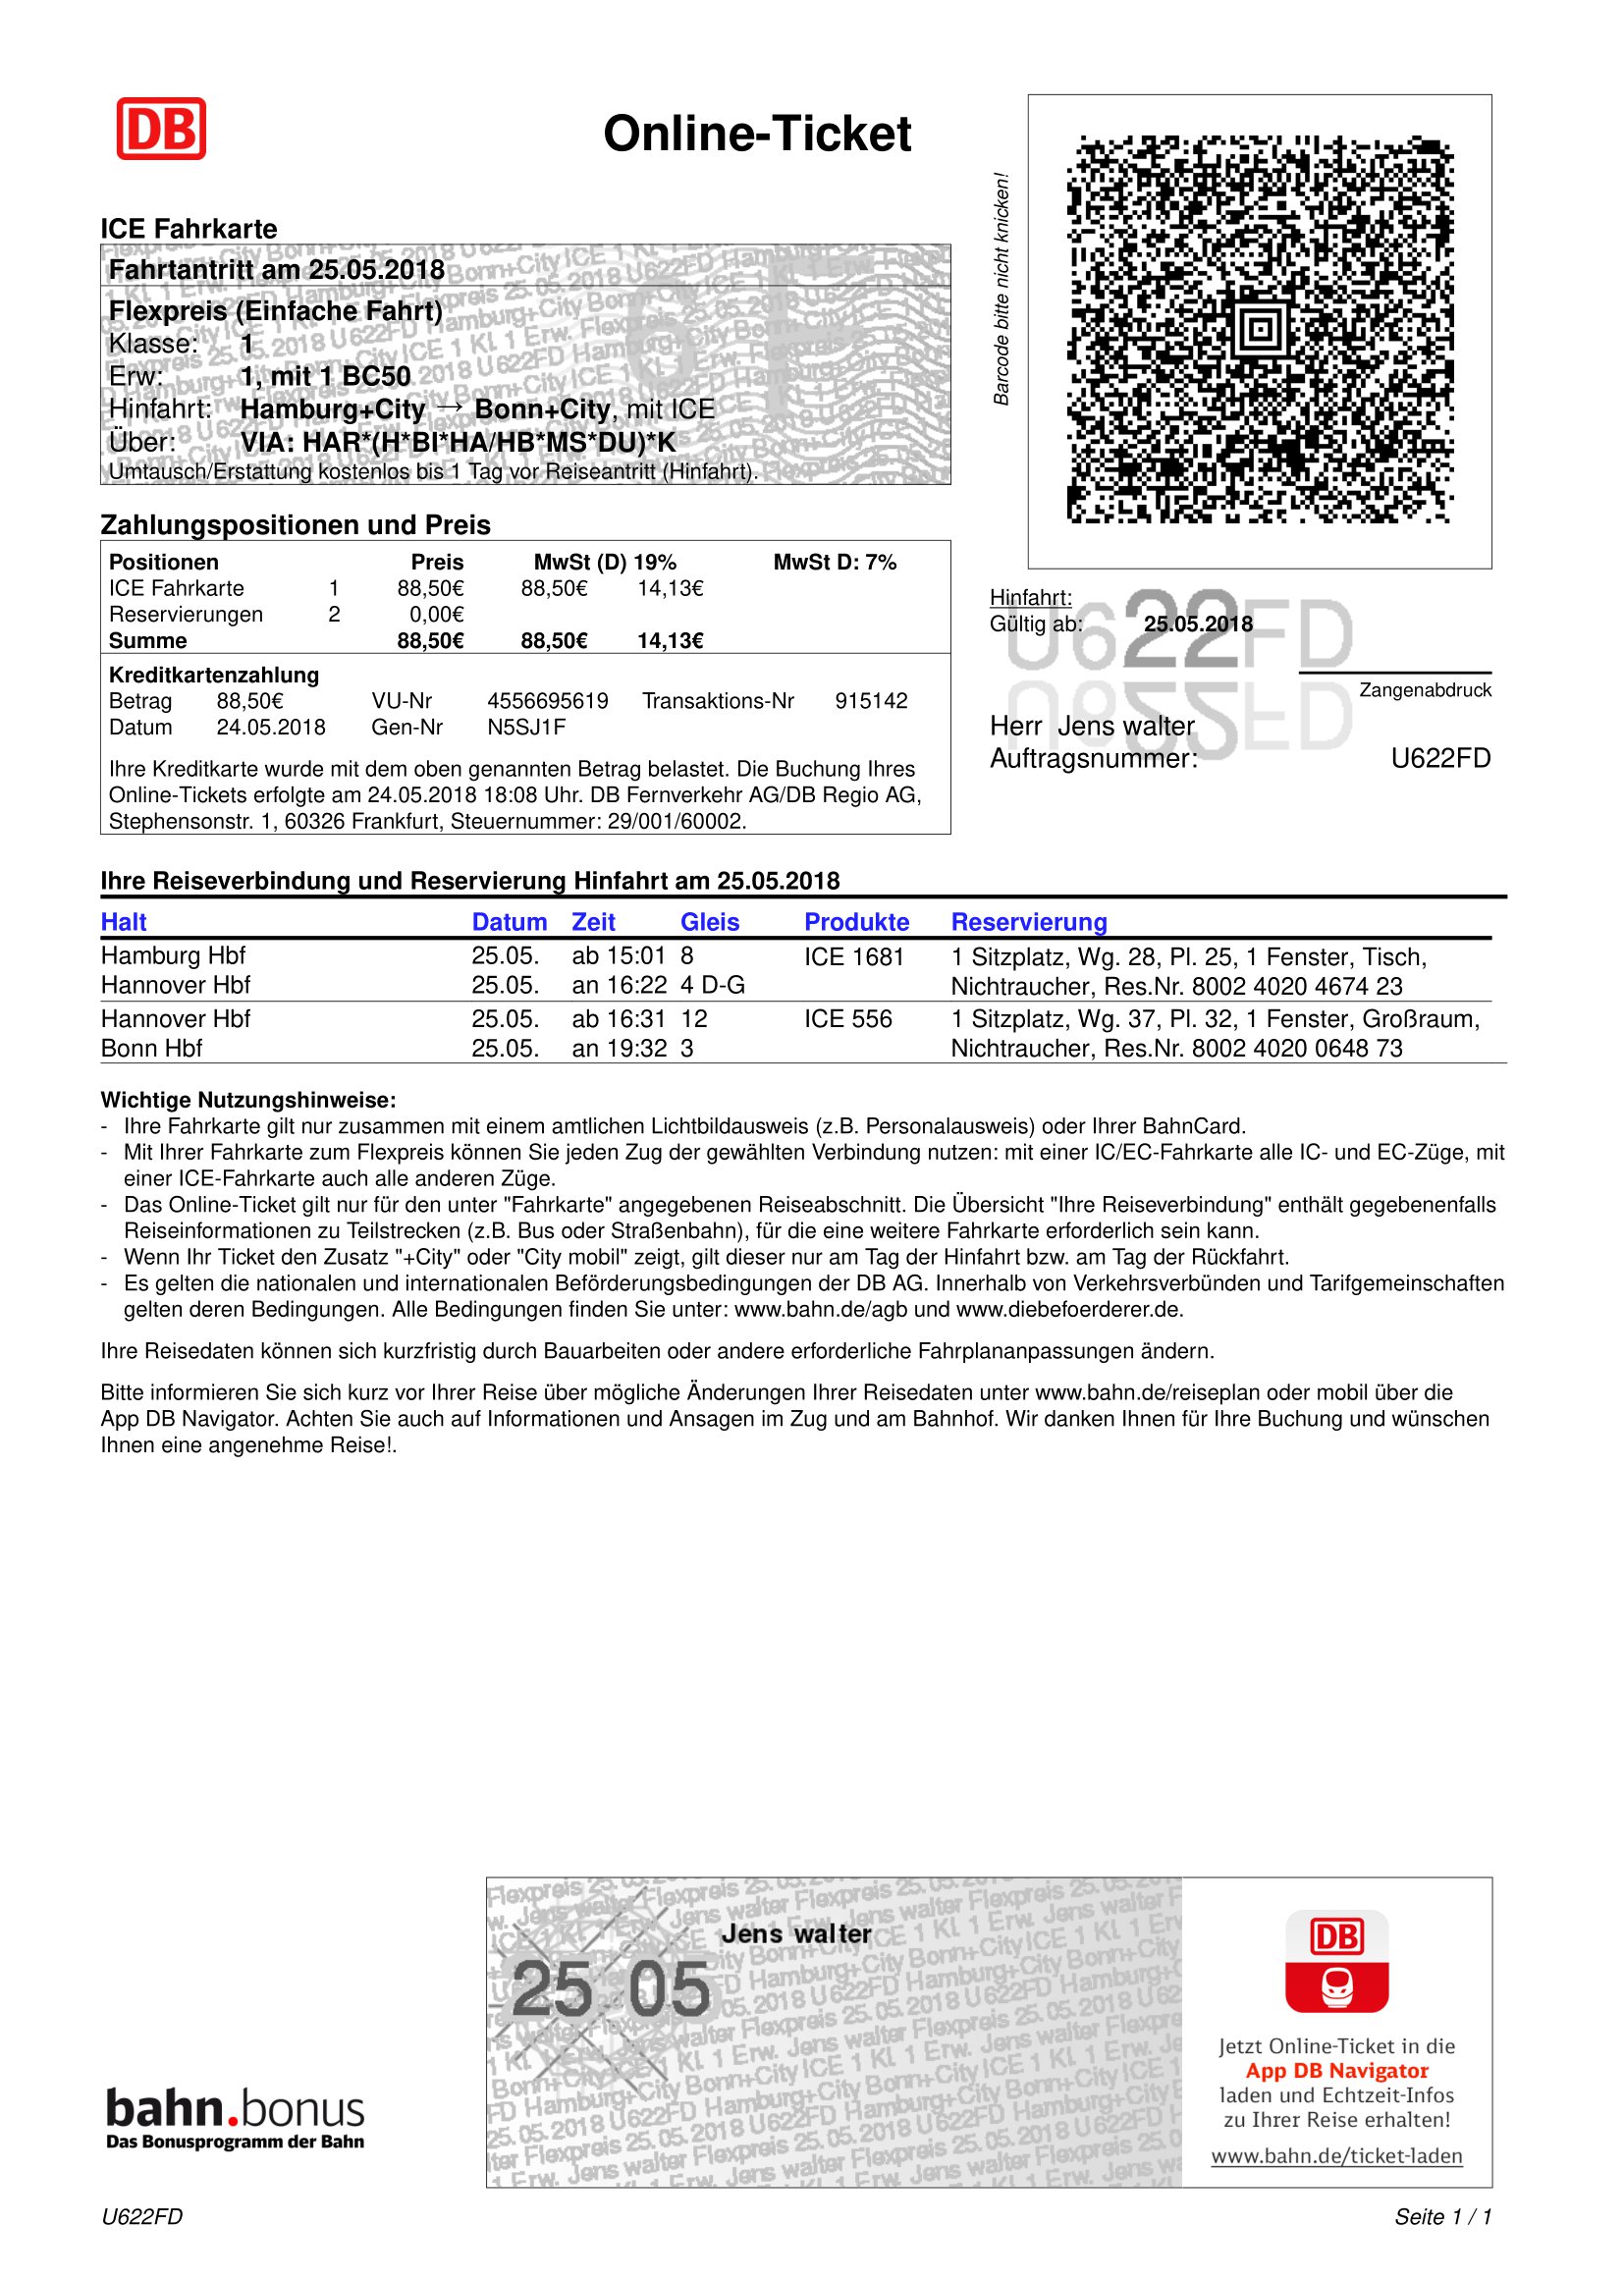 DB
Online-Ticket
Barcode bitte nicht knicken!
ICE Fahrkarte
Fahrtantritt am 25.05.2018
Flexpreis (Einfache Fahrt)
Klasse: 1
Erw: 1, mit 1 BC50
Hinfahrt: Hamburg+City → Bonn+City, mit ICE
Über: VIA: HAR*(H*BI*HA/HB*MS*DU)*K
Umtausch/Erstattung kostenlos bis 1 Tag vor Reiseantritt (Hinfahrt).
Zahlungspositionen und Preis
Positionen Preis MwSt (D) 19% MwSt D: 7%
ICE Fahrkarte 1 88,50€ 88,50€ 14,13€
Reservierungen 2 0,00€
Summe 88,50€ 88,50€ 14,13€
Kreditkartenzahlung
Betrag 88,50€ VU-Nr 4556695619 Transaktions-Nr 915142
Datum 24.05.2018 Gen-Nr N5SJ1F
Ihre Kreditkarte wurde mit dem oben genannten Betrag belastet. Die Buchung Ihres
Online-Tickets erfolgte am 24.05.2018 18:08 Uhr. DB Fernverkehr AG/DB Regio AG,
Stephensonstr. 1, 60326 Frankfurt, Steuernummer: 29/001/60002.
Hinfahrt:
Gültig ab: 25.05.2018
U622FD
Zangenabdruck
Herr Jens walter
Auftragsnummer: U622FD
Ihre Reiseverbindung und Reservierung Hinfahrt am 25.05.2018
Halt Datum Zeit Gleis Produkte Reservierung
Hamburg Hbf 25.05. ab 15:01 8 ICE 1681 1 Sitzplatz, Wg. 28, Pl. 25, 1 Fenster, Tisch,
Hannover Hbf 25.05. an 16:22 4 D-G Nichtraucher, Res.Nr. 8002 4020 4674 23
Hannover Hbf 25.05. ab 16:31 12 ICE 556 1 Sitzplatz, Wg. 37, Pl. 32, 1 Fenster, Großraum,
Bonn Hbf 25.05. an 19:32 3 Nichtraucher, Res.Nr. 8002 4020 0648 73
Wichtige Nutzungshinweise:
- Ihre Fahrkarte gilt nur zusammen mit einem amtlichen Lichtbildausweis (z.B. Personalausweis) oder Ihrer BahnCard.
- Mit Ihrer Fahrkarte zum Flexpreis können Sie jeden Zug der gewählten Verbindung nutzen: mit einer IC/EC-Fahrkarte alle IC- und EC-Züge, mit
einer ICE-Fahrkarte auch alle anderen Züge.
- Das Online-Ticket gilt nur für den unter "Fahrkarte" angegebenen Reiseabschnitt. Die Übersicht "Ihre Reiseverbindung" enthält gegebenenfalls
Reiseinformationen zu Teilstrecken (z.B. Bus oder Straßenbahn), für die eine weitere Fahrkarte erforderlich sein kann.
- Wenn Ihr Ticket den Zusatz "+City" oder "City mobil" zeigt, gilt dieser nur am Tag der Hinfahrt bzw. am Tag der Rückfahrt.
- Es gelten die nationalen und internationalen Beförderungsbedingungen der DB AG. Innerhalb von Verkehrsverbünden und Tarifgemeinschaften
gelten deren Bedingungen. Alle Bedingungen finden Sie unter: www.bahn.de/agb und www.diebefoerderer.de.
Ihre Reisedaten können sich kurzfristig durch Bauarbeiten oder andere erforderliche Fahrplananpassungen ändern.
Bitte informieren Sie sich kurz vor Ihrer Reise über mögliche Änderungen Ihrer Reisedaten unter www.bahn.de/reiseplan oder mobil über die
App DB Navigator. Achten Sie auch auf Informationen und Ansagen im Zug und am Bahnhof. Wir danken Ihnen für Ihre Buchung und wünschen
Ihnen eine angenehme Reise!.
Jens walter
25 05
DB
Jetzt Online-Ticket in die
App DB Navigator
laden und Echtzeit-Infos
zu Ihrer Reise erhalten!
www.bahn.de/ticket-laden
bahn.bonus
Das Bonusprogramm der Bahn
U622FD
Seite 1 / 1